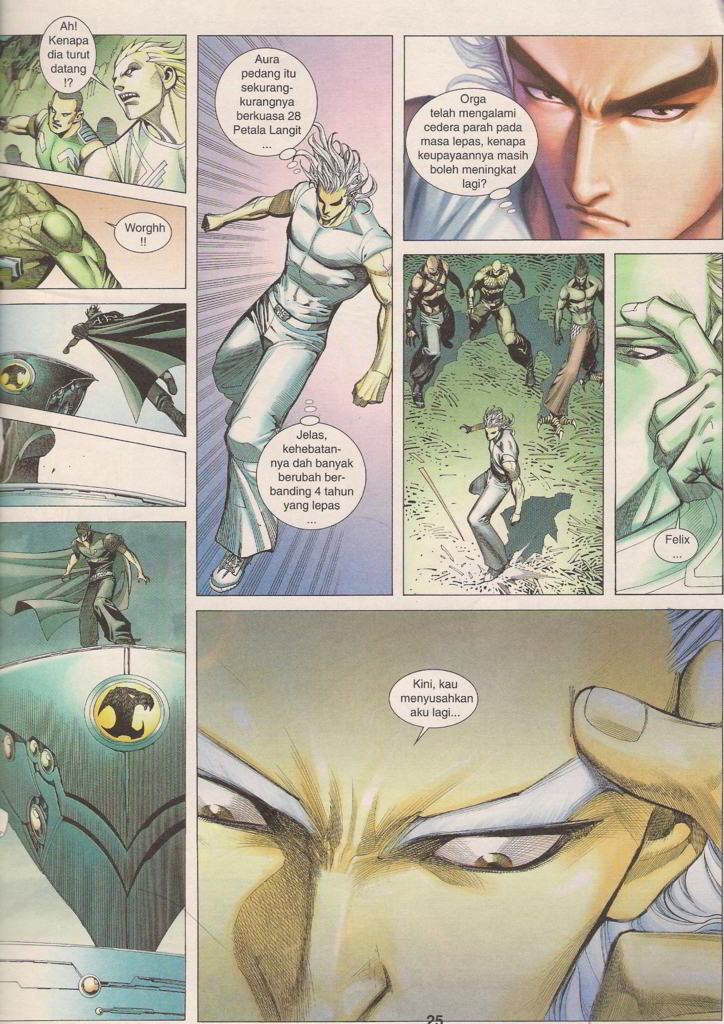 Ah!
Kenapa
dia turut
datang
!?
Worghh
!!
Aura
pedang itu
sekurang-
kurangnya
berkuasa 28
Petala Langit
...
Jelas,
kehebatan-
nya dah banyak
berubah ber-
banding 4 tahun
yang lepas
...
Orga
telah mengalami
cedera parah pada
masa lepas, kenapa
keupayaannya masih
boleh meningkat
lagi?
Felix
...
Kini, kau
menyusahkan
aku lagi...
25